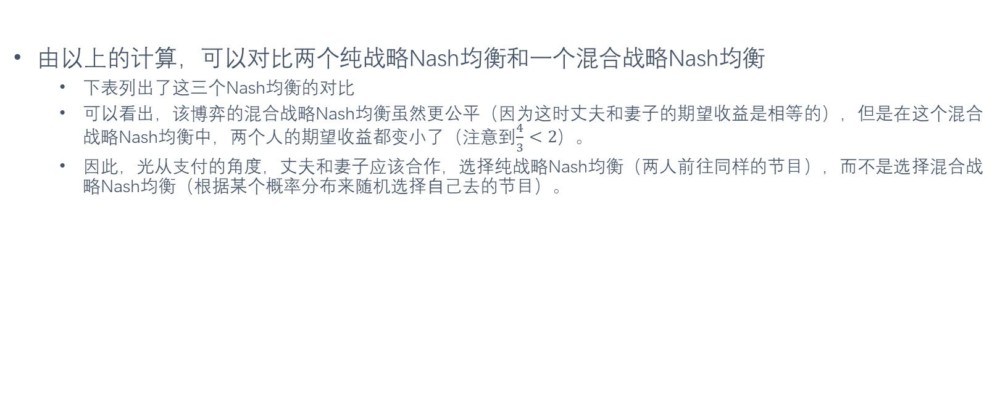 • 由以上的计算，可以对比两个纯战略Nash均衡和一个混合战略Nash均衡
• 下表列出了这三个Nash均衡的对比
• 可以看出，该博弈的混合战略Nash均衡虽然更公平（因为这时丈夫和妻子的期望收益是相等的），但是在这个混合
战略Nash均衡中，两个人的期望收益都变小了（注意到4/3 < 2）。
• 因此，光从支付的角度，丈夫和妻子应该合作，选择纯战略Nash均衡（两人前往同样的节目），而不是选择混合战
略Nash均衡（根据某个概率分布来随机选择自己去的节目）。